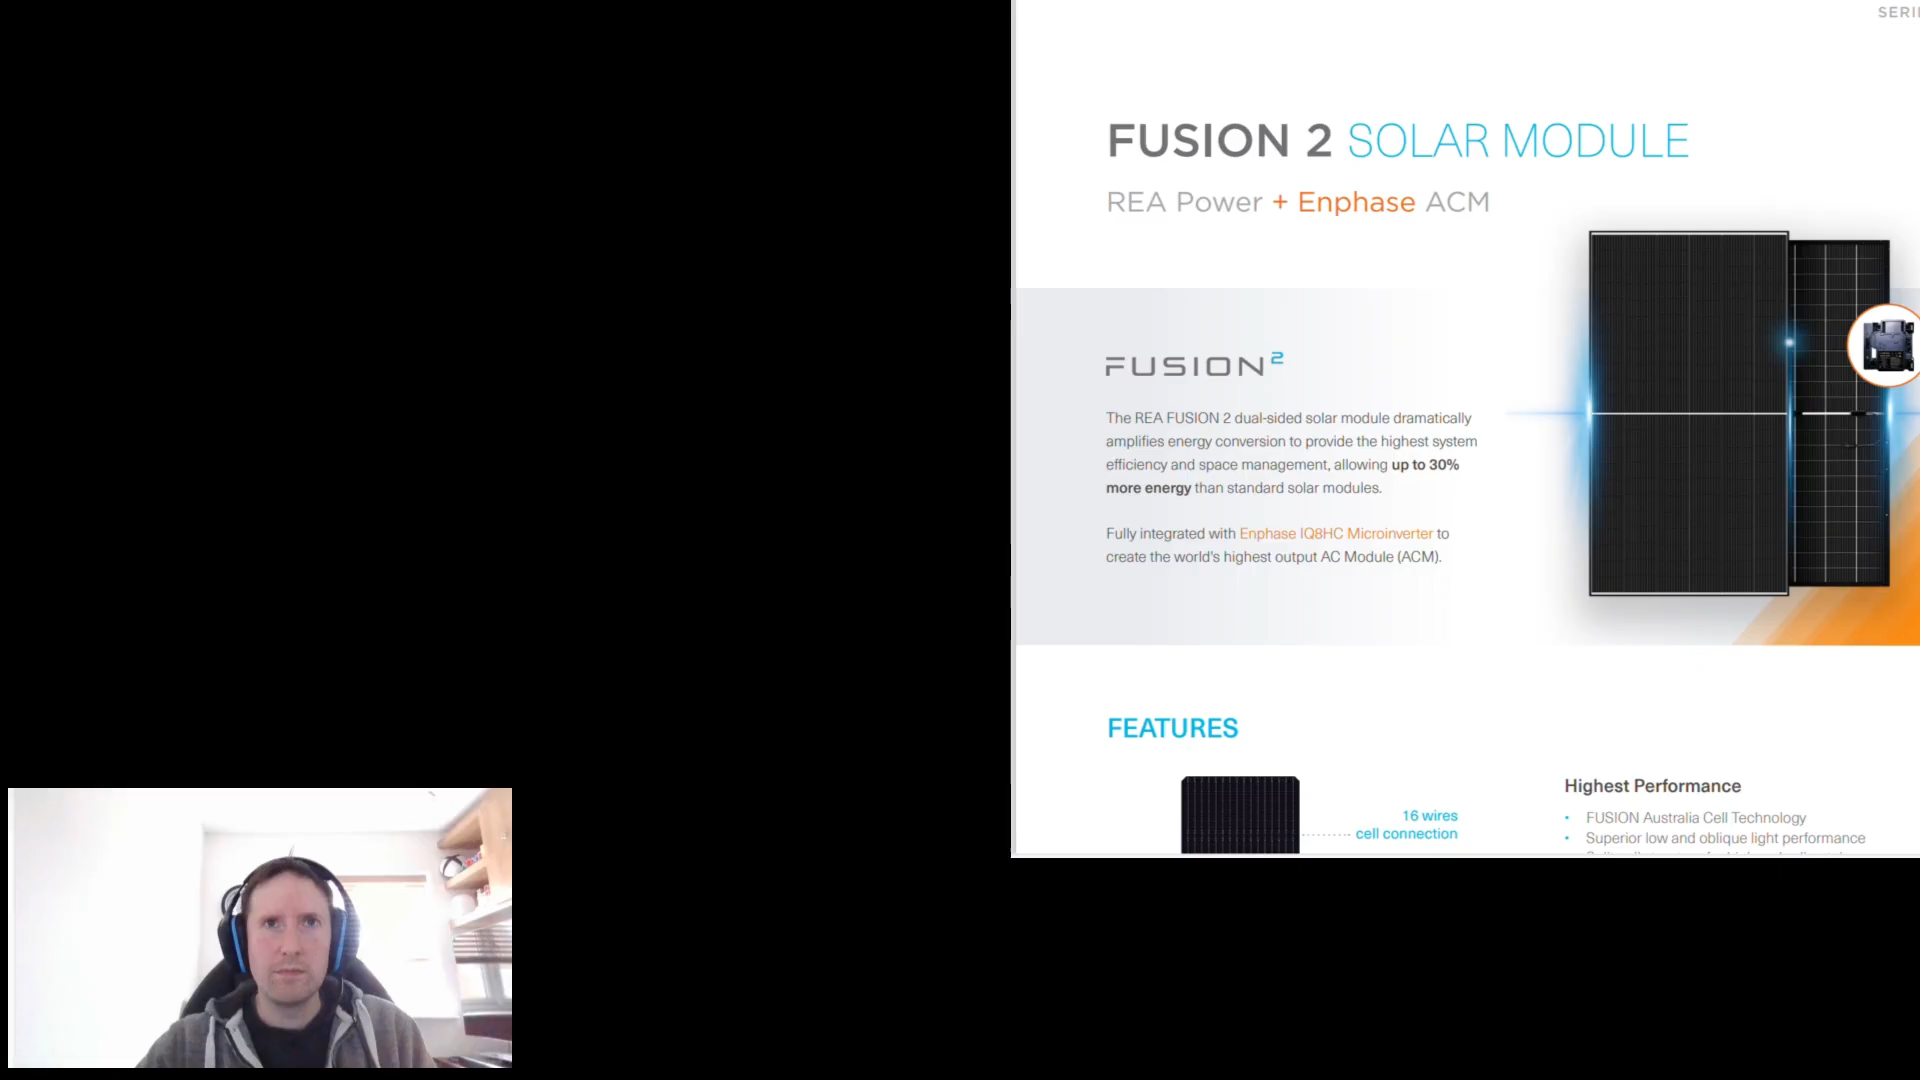 FUSION 2 SOLAR MODULE
REA Power + Enphase ACM
FUSION2
The REA FUSION 2 dual-sided solar module dramatically
amplifies energy conversion to provide the highest system
efficiency and space management, allowing up to 30%
more energy than standard solar modules.
Fully integrated with Enphase IQ8HC Microinverter to
create the world's highest output AC Module (ACM).
FEATURES
16 wires
cell connection
Highest Performance
• FUSION Australia Cell Technology
• Superior low and oblique light performance